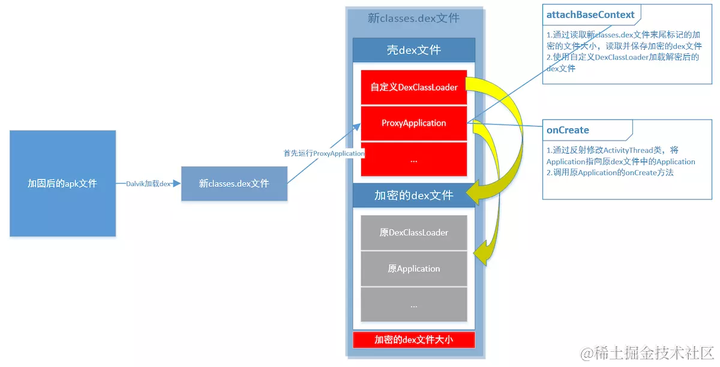 新classes.dex文件
壳dex文件
自定义DexClassLoader
ProxyApplication
...
加密的dex文件
原DexClassLoader
原Application
...
加密的dex文件大小
加固后的apk文件
Dalvik加载dex
新classes.dex文件
首先运行ProxyApplication
attachBaseContext
1.通过读取新classes.dex文件末尾标记的
加密的文件大小，读取并保存加密的dex文件
2.使用自定义DexClassLoader加载解密后的
dex文件
onCreate
1.通过反射修改ActivityThread类，将
Application指向原dex文件中的Application
2.调用原Application的onCreate方法
@稀土掘金技术社区